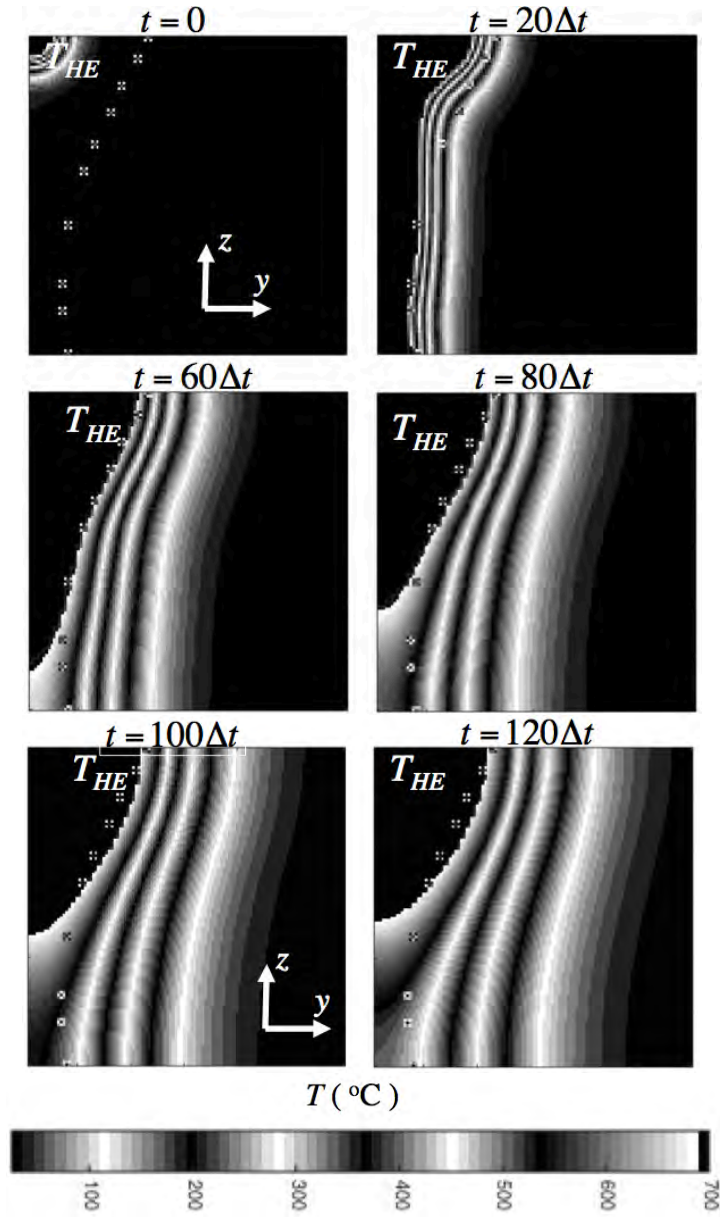 t = 0
t = 20Δt
T_HE
T_HE
z
y
t = 60Δt
t = 80Δt
T_HE
T_HE
t = 100Δt
t = 120Δt
T_HE
T_HE
z
y
T ( °C )
100 200 300 400 500 600 700